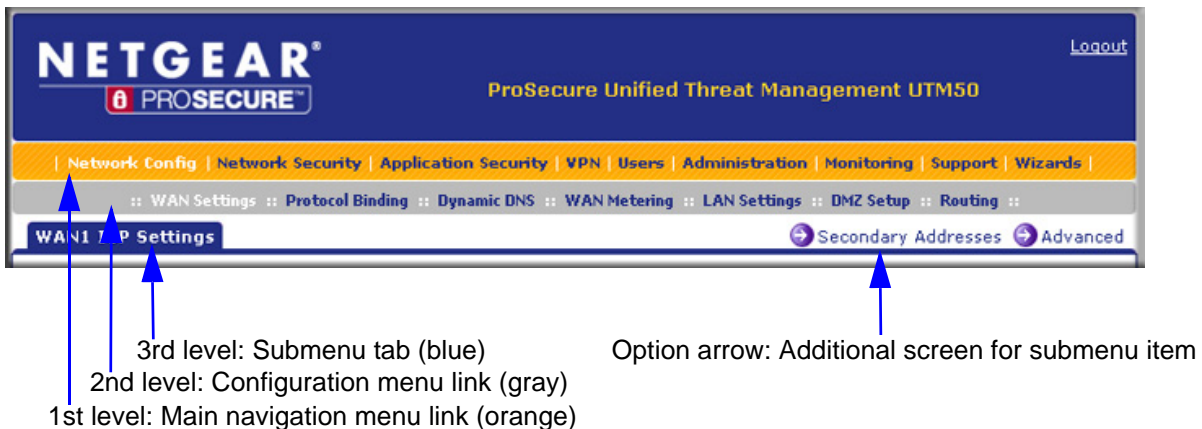 NETGEAR®
PROSECURE™
Logout
ProSecure Unified Threat Management UTM50
| Network Config | Network Security | Application Security | VPN | Users | Administration | Monitoring | Support | Wizards |
:: WAN Settings :: Protocol Binding :: Dynamic DNS :: WAN Metering :: LAN Settings :: DMZ Setup :: Routing ::
WAN1 Settings
Secondary Addresses Advanced
3rd level: Submenu tab (blue)
Option arrow: Additional screen for submenu item
2nd level: Configuration menu link (gray)
1st level: Main navigation menu link (orange)